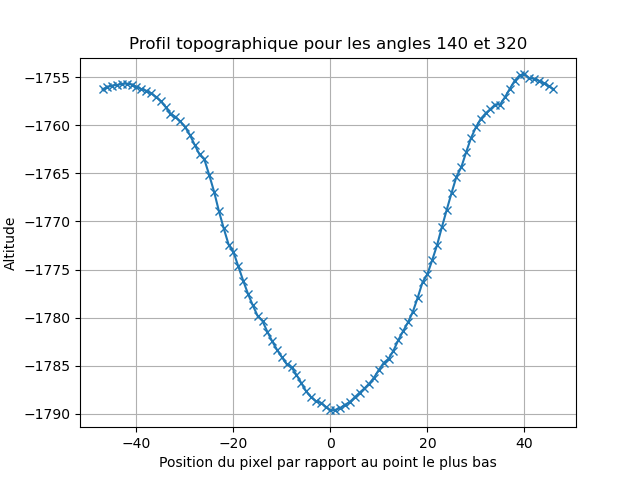 Profil topographique pour les angles 140 et 320
Altitude
−1755
−1760
−1765
−1770
−1775
−1780
−1785
−1790
−40 −20 0 20 40
Position du pixel par rapport au point le plus bas